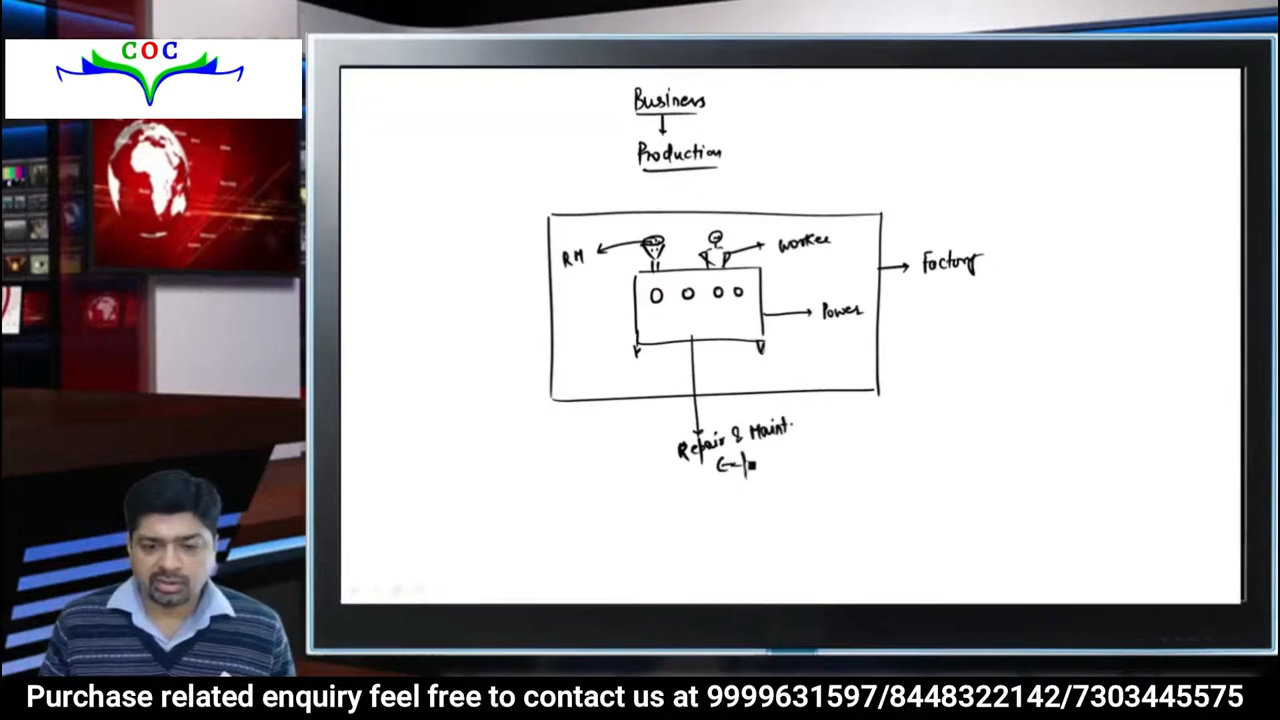 COC
Business
Production
RM
Worker
Factory
Power
Repair & Maint.
Purchase related enquiry feel free to contact us at 9999631597/8448322142/7303445575